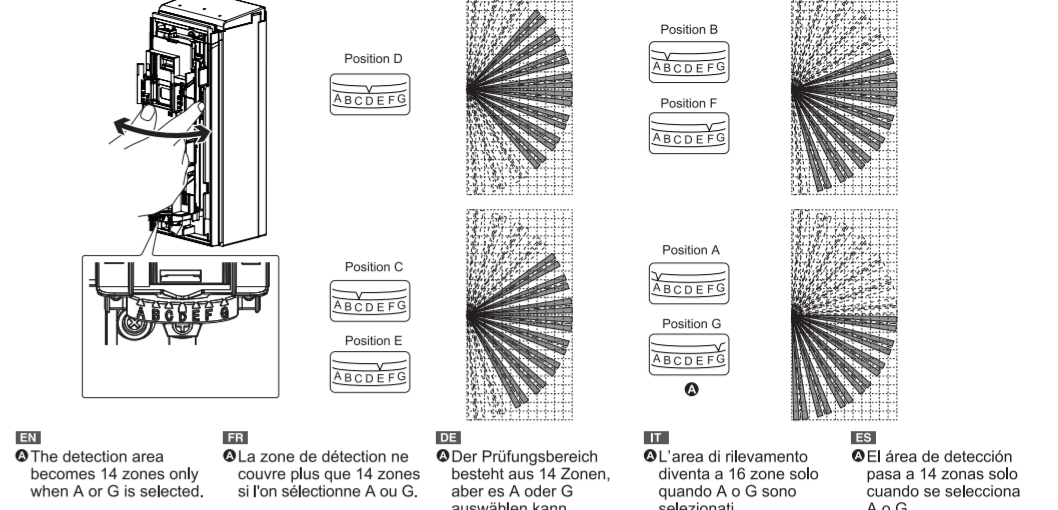 Position D
ABCDEFG
Position B
ABCDEFG
Position F
ABCDEFG
Position C
ABCDEFG
Position E
ABCDEFG
Position A
ABCDEFG
Position G
ABCDEFG
A
A B C D E F G
EN
A The detection area
becomes 14 zones only
when A or G is selected.
FR
A La zone de détection ne
couvre plus que 14 zones
si l'on sélectionne A ou G.
DE
A Der Prüfungsbereich
besteht aus 14 Zonen,
aber es A oder G
auswählen kann
IT
A L'area di rilevamento
diventa a 16 zone solo
quando A o G sono
selezionati
ES
A El área de detección
pasa a 14 zonas solo
cuando se selecciona
A o G